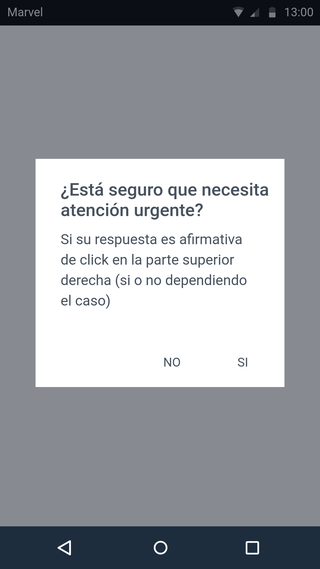 Marvel 13:00
¿Está seguro que necesita
atención urgente?
Si su respuesta es afirmativa
de click en la parte superior
derecha (si o no dependiendo
el caso)
NO SI